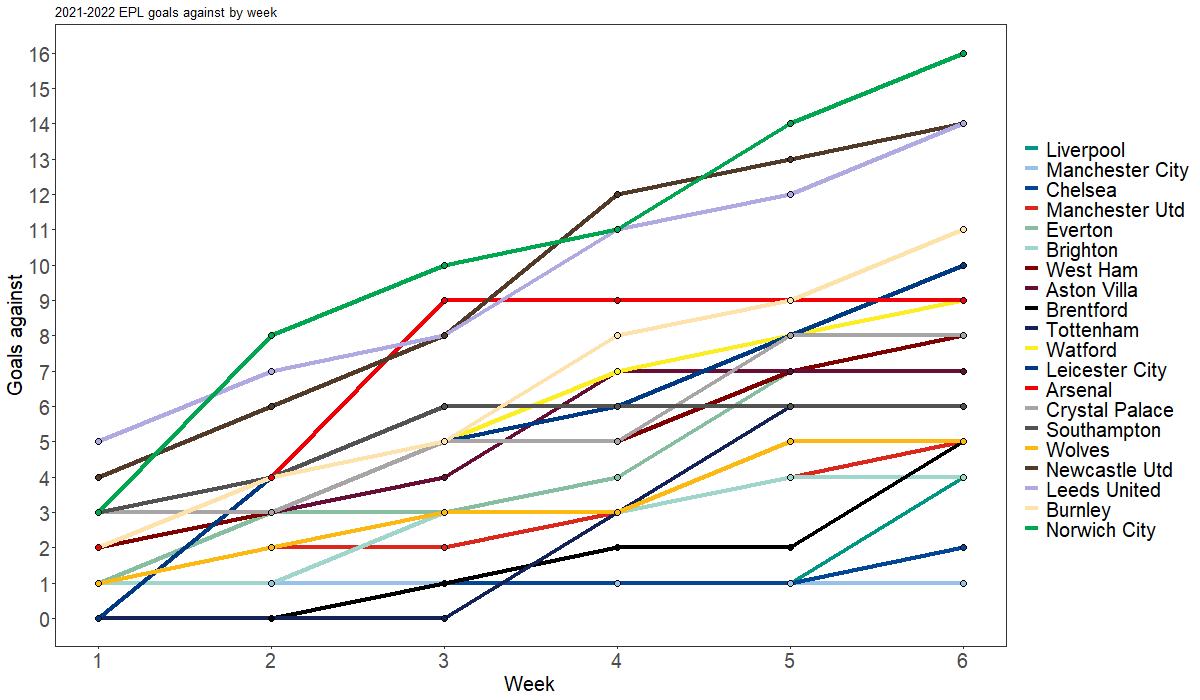 2021-2022 EPL goals against by week
Goals against
16
15
14
13
12
11
10
9
8
7
6
5
4
3
2
1
0
1 2 3 4 5 6
Week
Liverpool
Manchester City
Chelsea
Manchester Utd
Everton
Brighton
West Ham
Aston Villa
Brentford
Tottenham
Watford
Leicester City
Arsenal
Crystal Palace
Southampton
Wolves
Newcastle Utd
Leeds United
Burnley
Norwich City